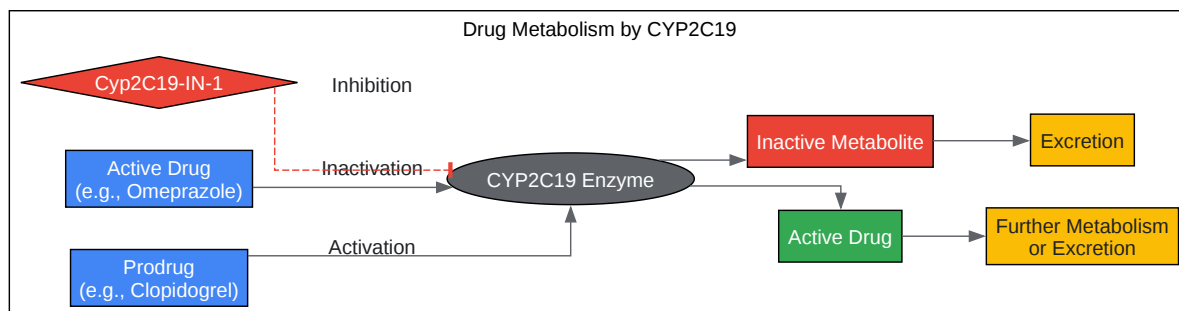 Drug Metabolism by CYP2C19
Cyp2C19-IN-1
Inhibition
Active Drug
(e.g., Omeprazole)
Inactivation
CYP2C19 Enzyme
Inactive Metabolite
Excretion
Prodrug
(e.g., Clopidogrel)
Activation
Active Drug
Further Metabolism
or Excretion